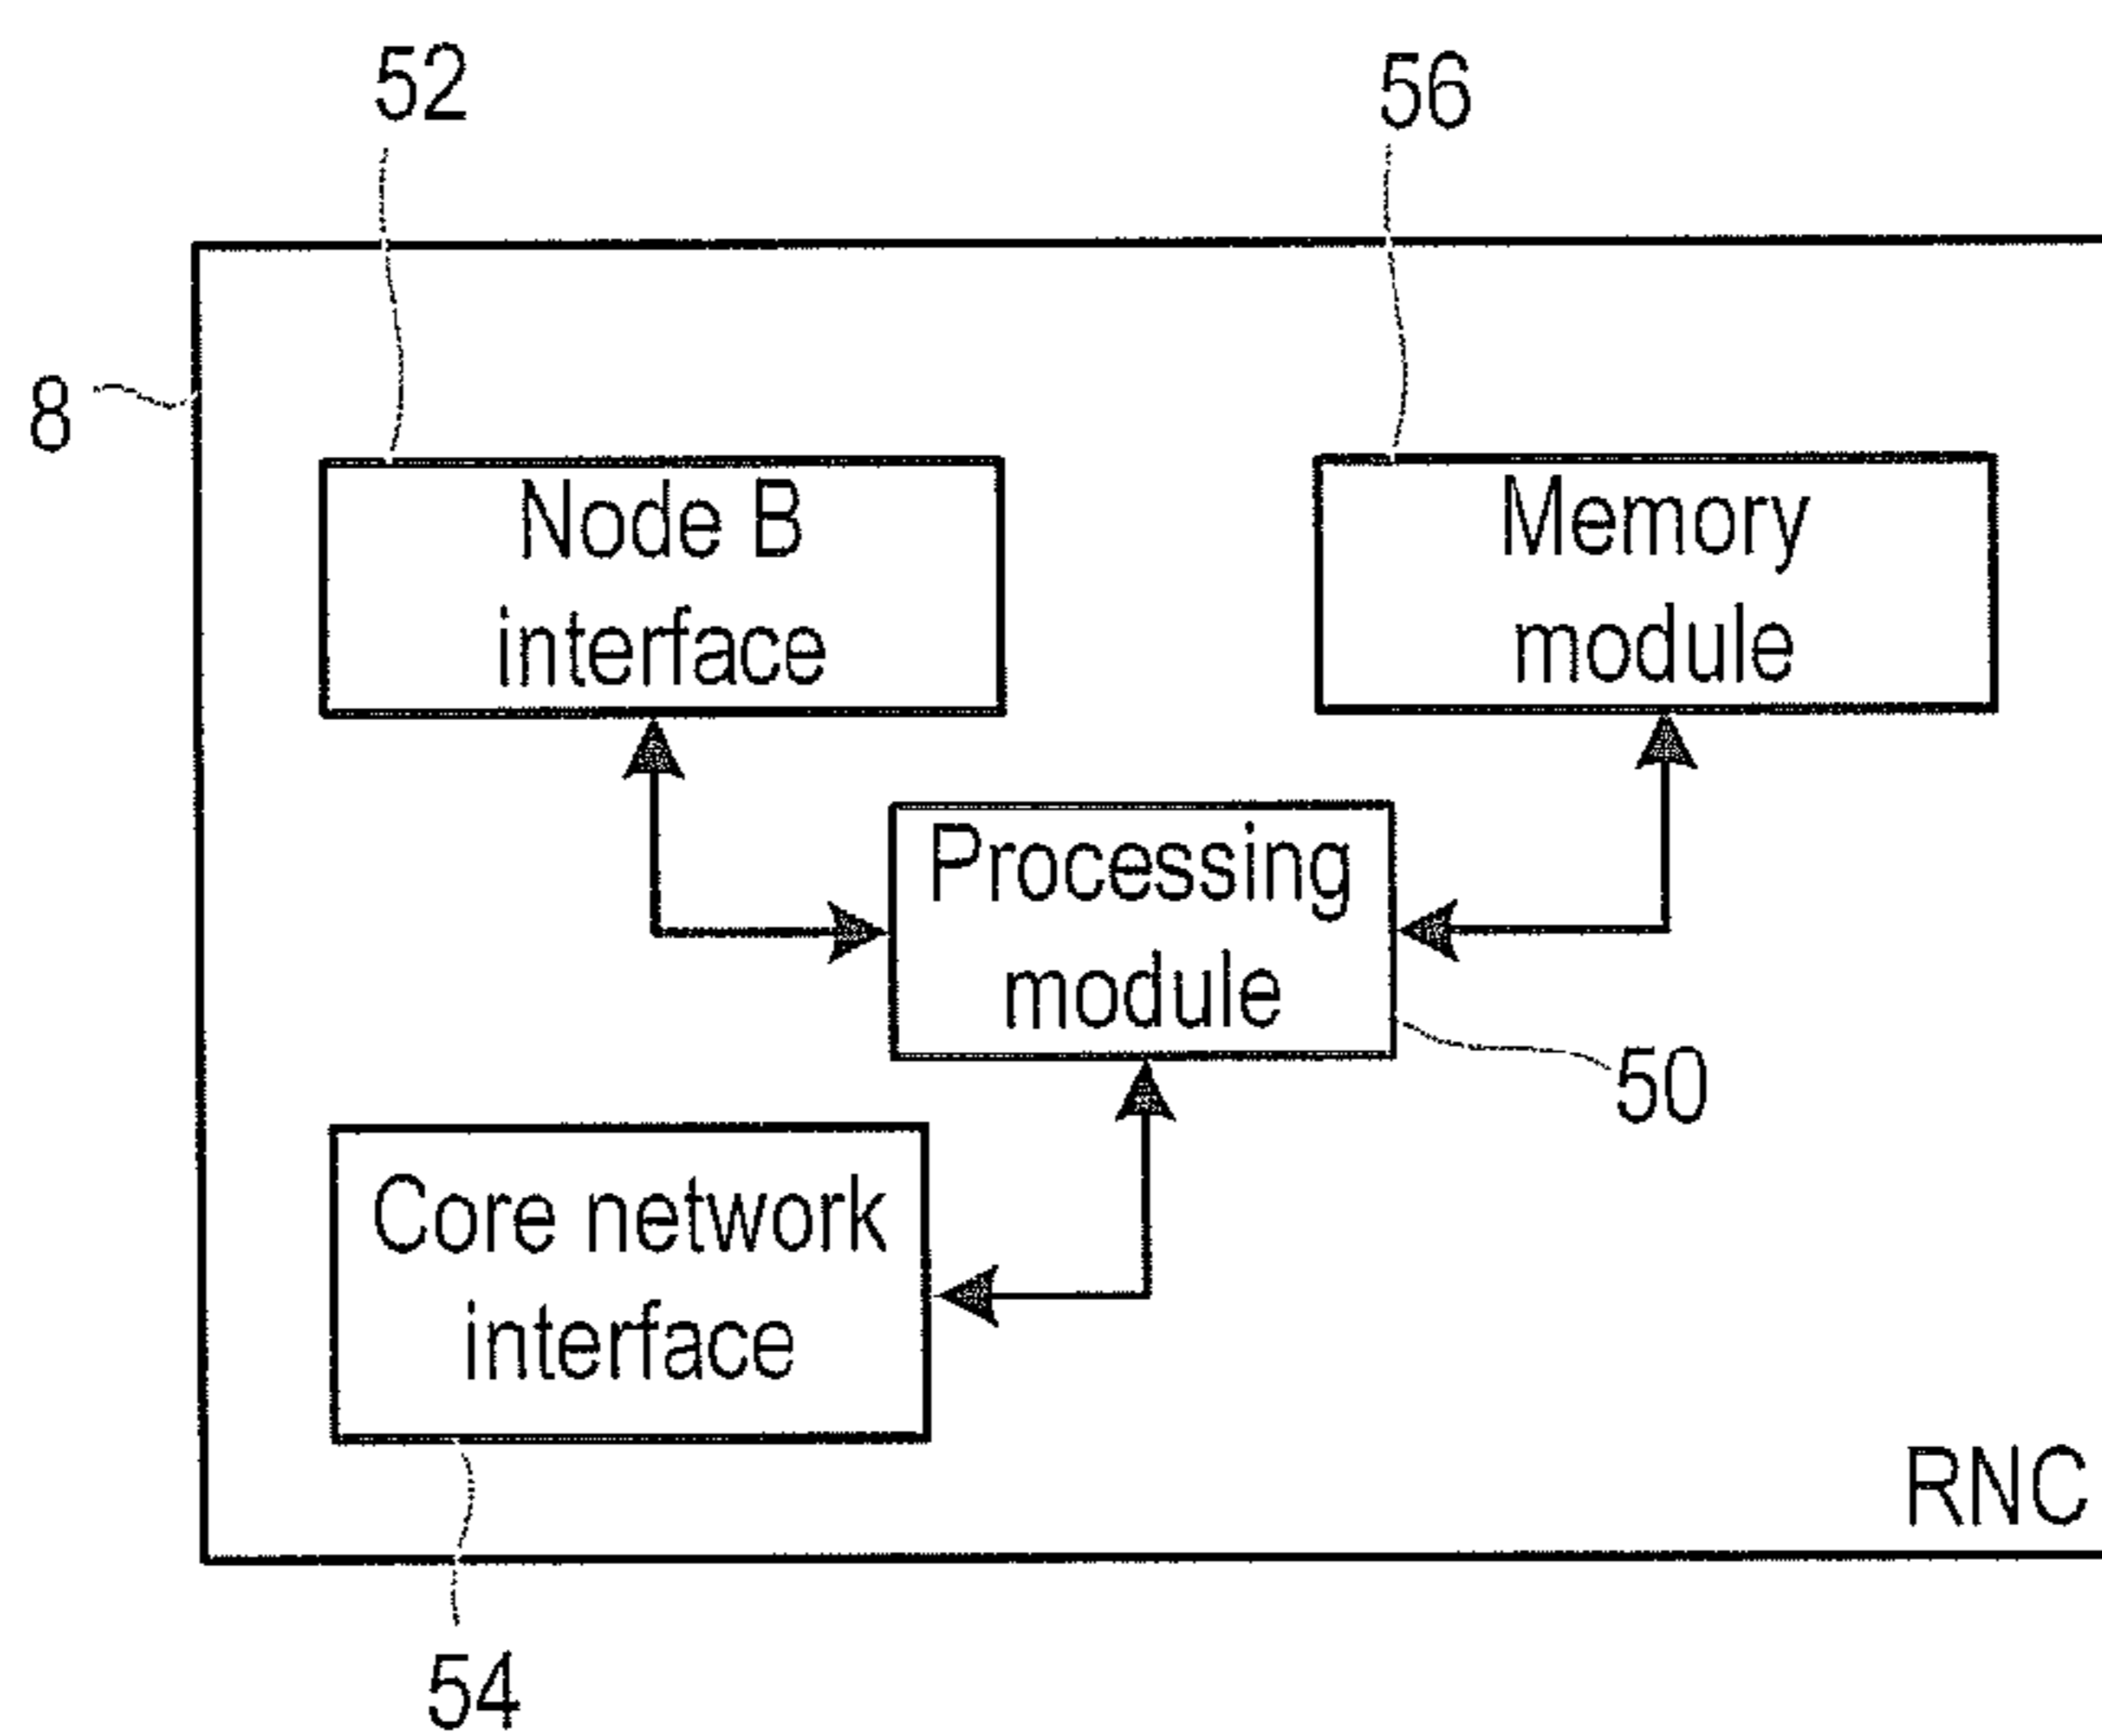 52
56
8
Node B
interface
Memory
module
Processing
module
50
Core network
interface
RNC
54